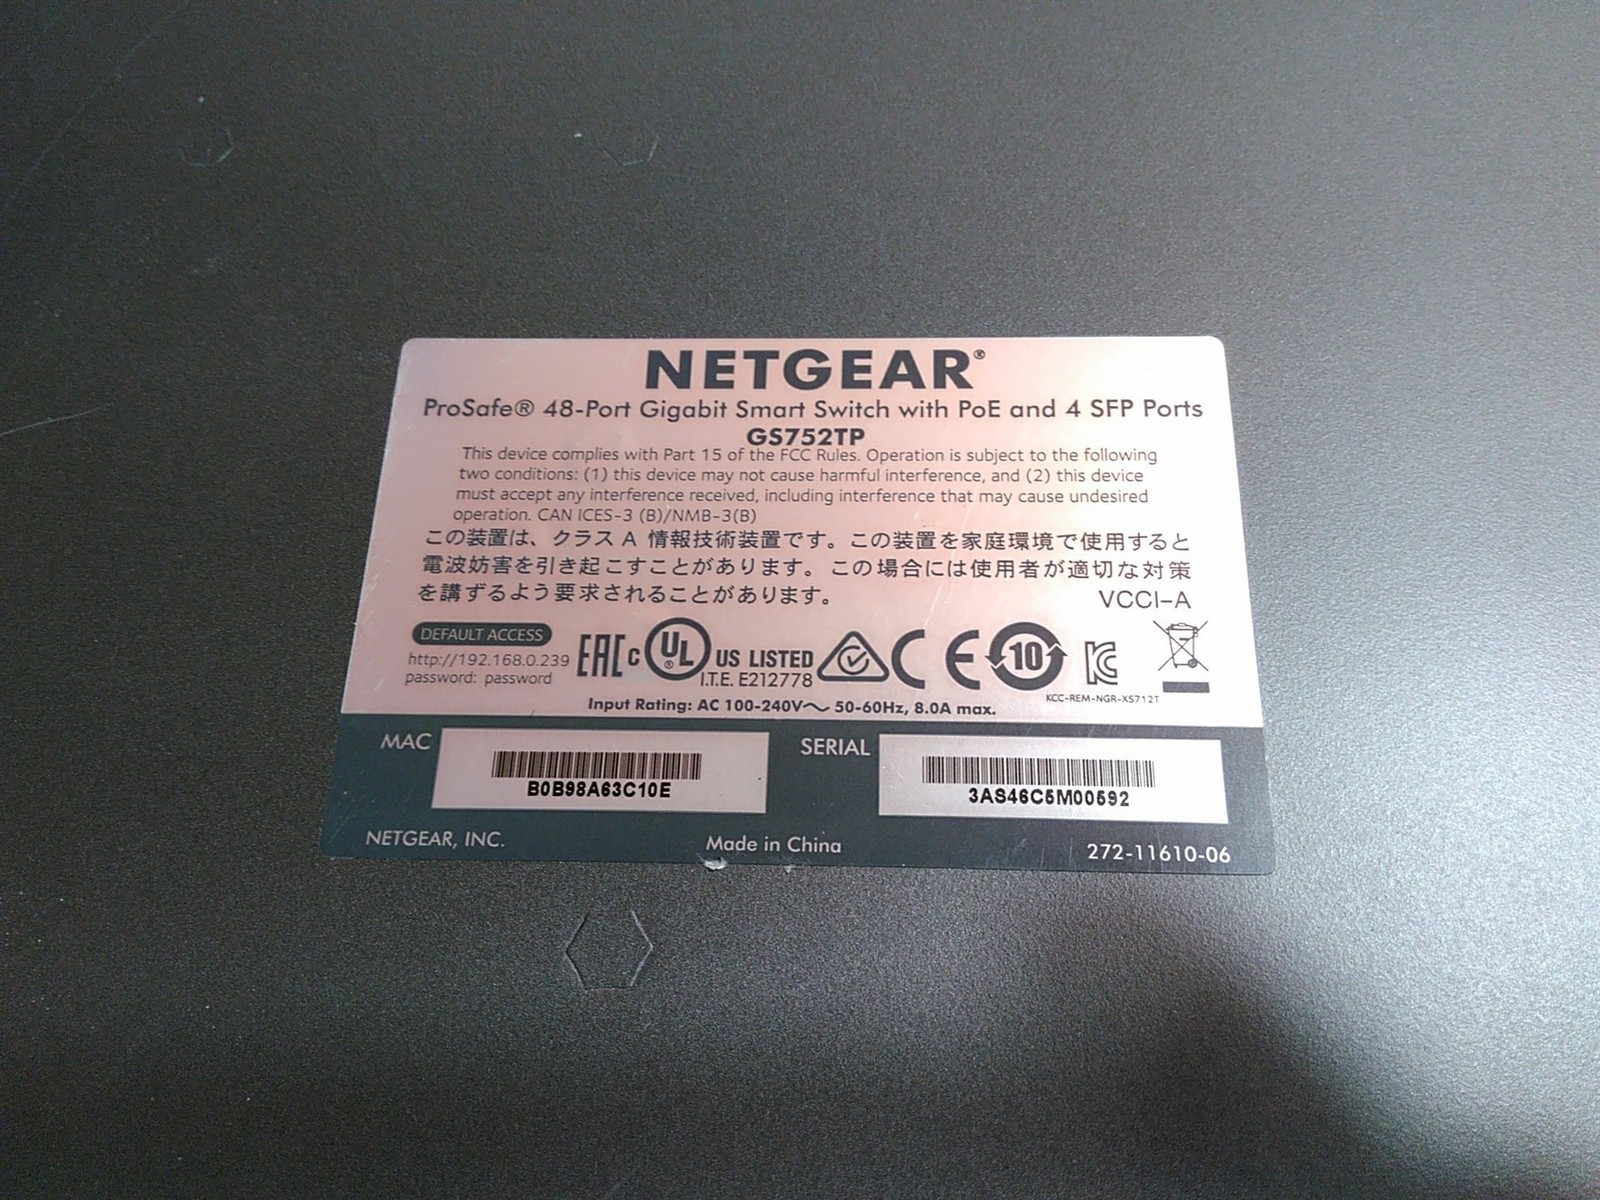 NETGEAR®
ProSafe® 48-Port Gigabit Smart Switch with PoE and 4 SFP Ports
GS752TP
This device complies with Part 15 of the FCC Rules. Operation is subject to the following
two conditions: (1) this device may not cause harmful interference, and (2) this device
must accept any interference received, including interference that may cause undesired
operation. CAN ICES-3 (B)/NMB-3(B)
この装置は、クラス A 情報技術装置です。この装置を家庭環境で使用すると
電波妨害を引き起こすことがあります。この場合には使用者が適切な対策
を講ずるよう要求されることがあります。 VCCI-A
DEFAULT ACCESS
http://192.168.0.239
password: password
EAC c UL® US LISTED
I.T.E. E212778
CE 10
KCC-REM-NGR-XS712T
Input Rating: AC 100-240V～ 50-60Hz, 8.0A max.
MAC
B0B98A63C10E
SERIAL
3AS46C5M00592
NETGEAR, INC. Made in China 272-11610-06